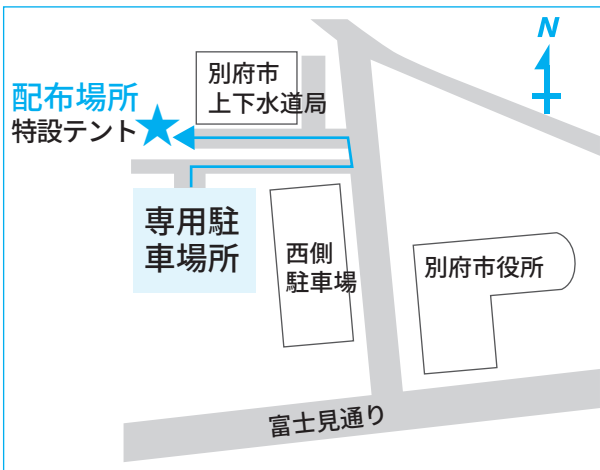 N
別府市
上下水道局
配布場所
特設テント
専用駐
車場所
西側
駐車場
別府市役所
富士見通り